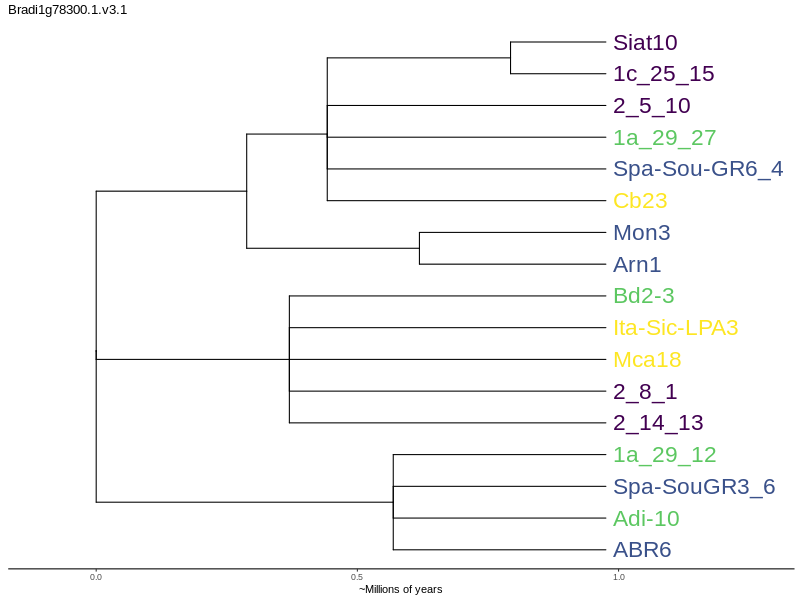 Bradi1g78300.1.v3.1
Siat10
1c_25_15
2_5_10
1a_29_27
Spa-Sou-GR6_4
Cb23
Mon3
Arn1
Bd2-3
Ita-Sic-LPA3
Mca18
2_8_1
2_14_13
1a_29_12
Spa-SouGR3_6
Adi-10
ABR6
0.0 0.5 1.0
~Millions of years